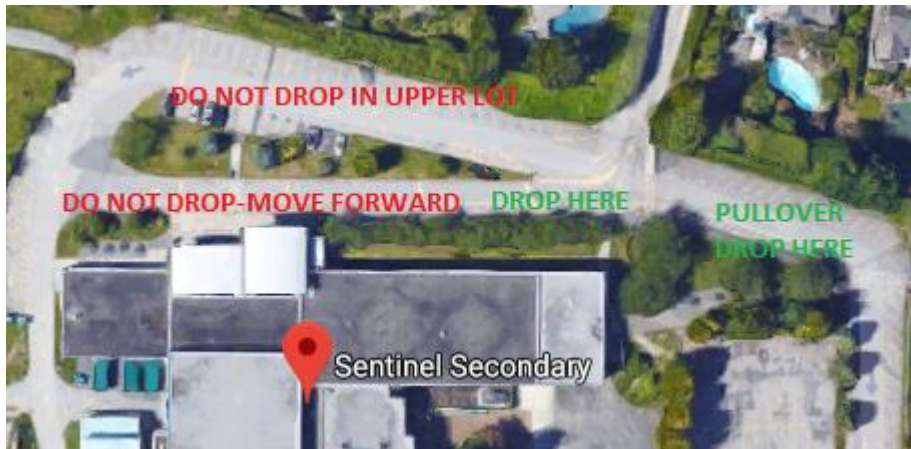 DO NOT DROP IN UPPER LOT
DO NOT DROP-MOVE FORWARD
DROP HERE
PULLOVER
DROP HERE
Sentinel Secondary